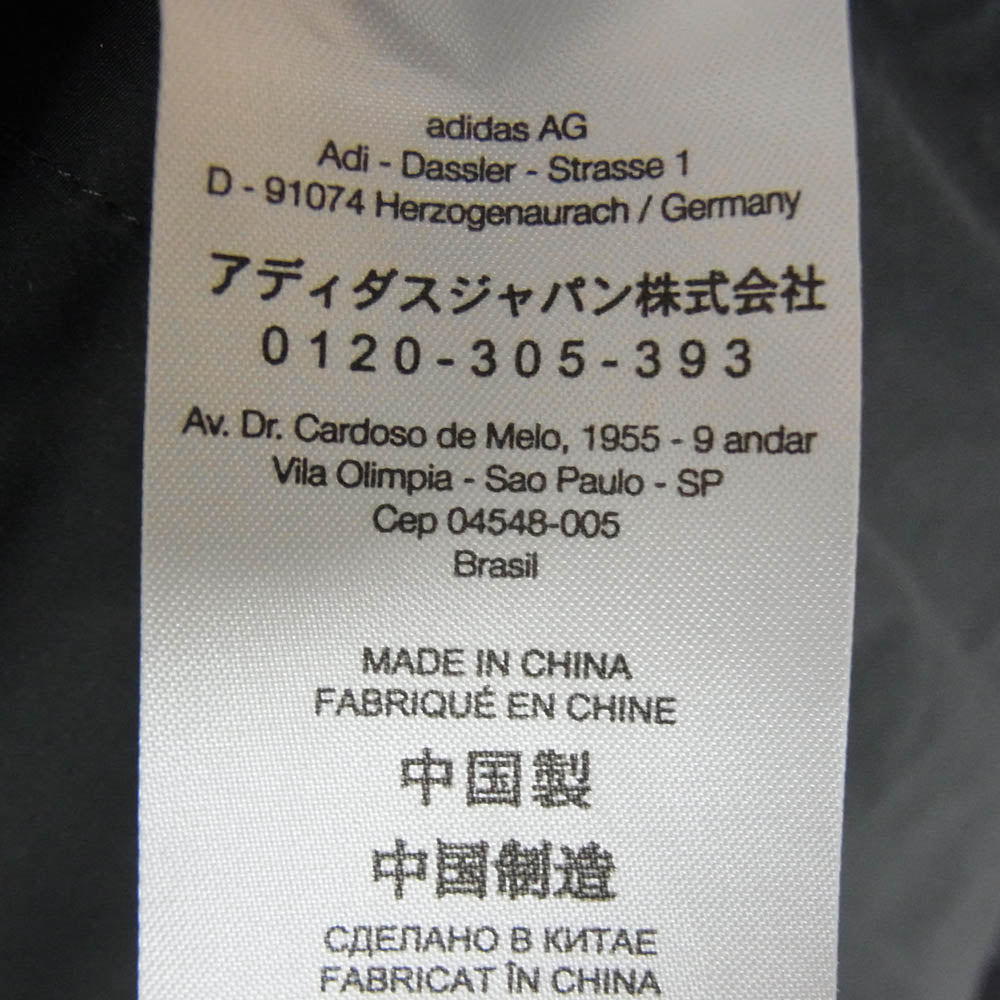 adidas AG
Adi - Dassler - Strasse 1
D - 91074 Herzogenaurach / Germany
アディダスジャパン株式会社
0120-305-393
Av. Dr. Cardoso de Melo, 1955 - 9 andar
Vila Olimpia - Sao Paulo - SP
Cep 04548-005
Brasil
MADE IN CHINA
FABRIQUÉ EN CHINE
中国製
中国制造
СДЕЛАНО В КИТАЕ
FABRICAT ÎN CHINA